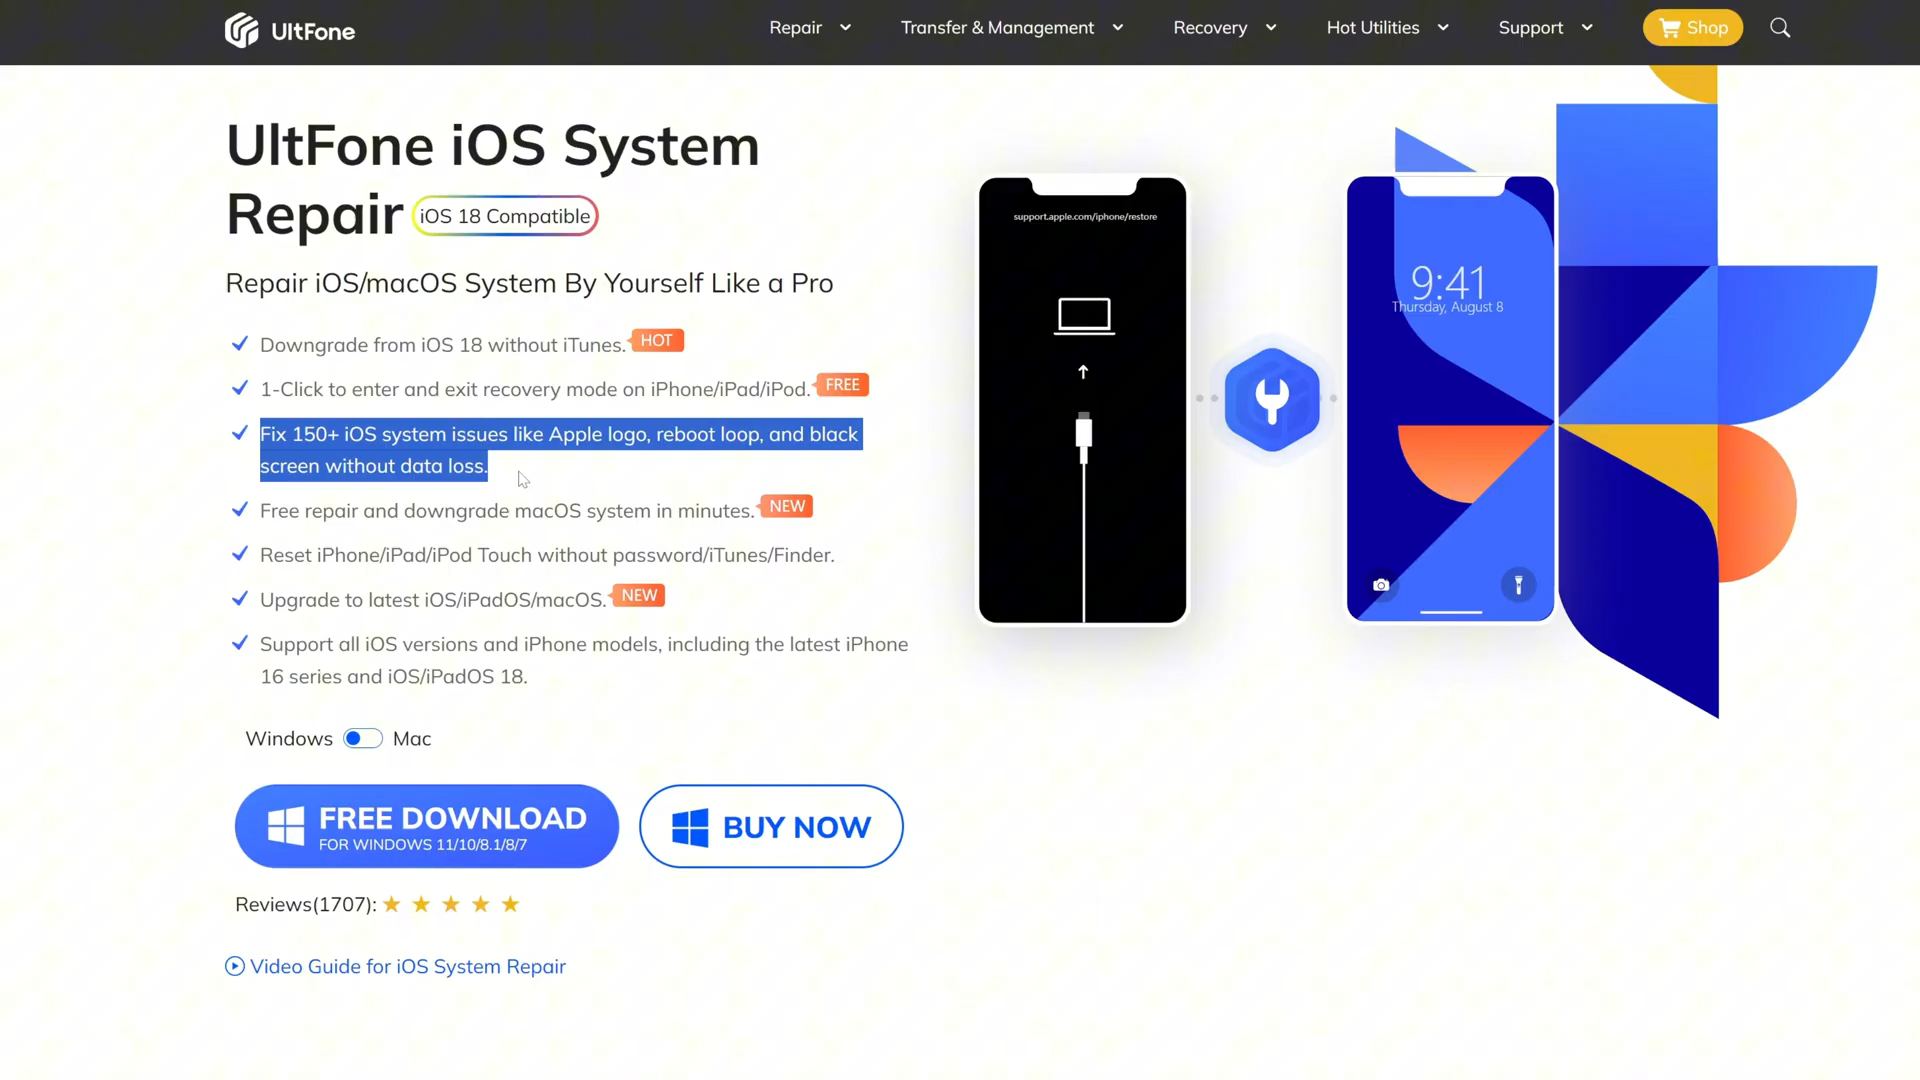 UltFone
Repair
Transfer & Management
Recovery
Hot Utilities
Support
Shop
UltFone iOS System
Repair iOS 18 Compatible
Repair iOS/macOS System By Yourself Like a Pro
Downgrade from iOS 18 without iTunes. HOT
1-Click to enter and exit recovery mode on iPhone/iPad/iPod. FREE
Fix 150+ iOS system issues like Apple logo, reboot loop, and black
screen without data loss.
Free repair and downgrade macOS system in minutes. NEW
Reset iPhone/iPad/iPod Touch without password/iTunes/Finder.
Upgrade to latest iOS/iPadOS/macOS. NEW
Support all iOS versions and iPhone models, including the latest iPhone
16 series and iOS/iPadOS 18.
Windows Mac
FREE DOWNLOAD
FOR WINDOWS 11/10/8.1/8/7
BUY NOW
Reviews(1707):
Video Guide for iOS System Repair
support.apple.com/iphone/restore
9:41
Thursday, August 8